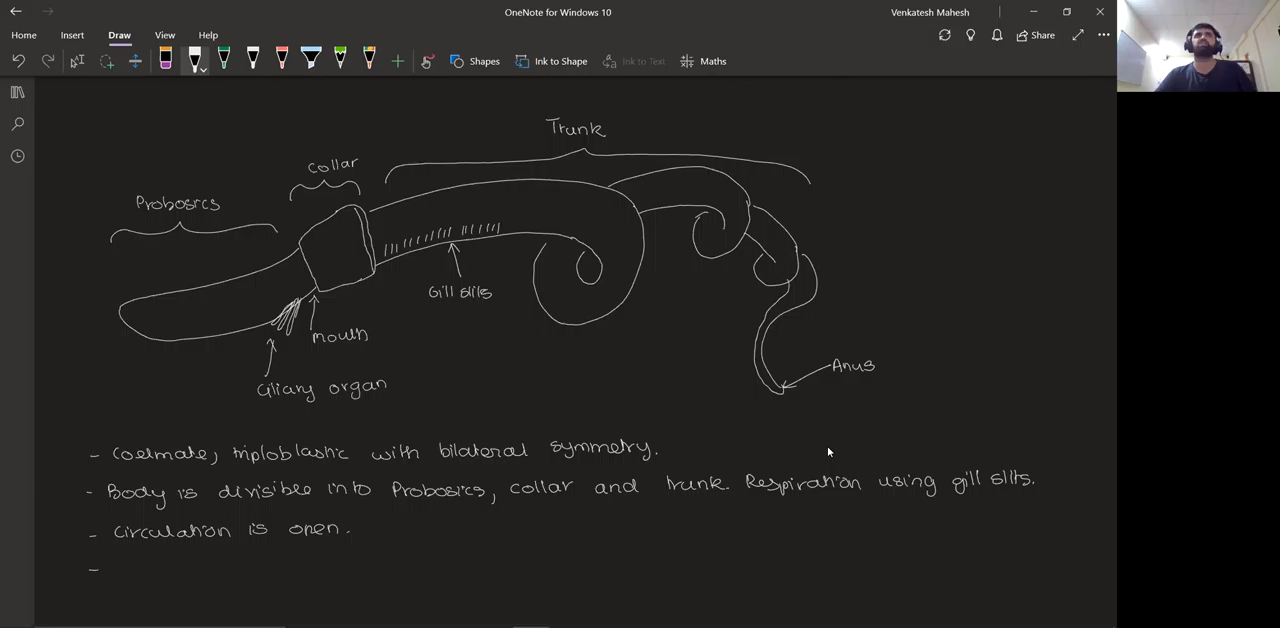 OneNote for Windows 10
Venkatesh Mahesh
Home Insert Draw View Help
Share
Shapes Ink to Shape Ink to Text Maths
Trunk
Collar
Probosics
Gill slits
Mouth
Ciliary organ
Anus
- Coelmate, triploblastic with bilateral symmetry.
- Body is divisible into Probosics, collar and trunk. Respiration using gill slits.
- Circulation is open.
-